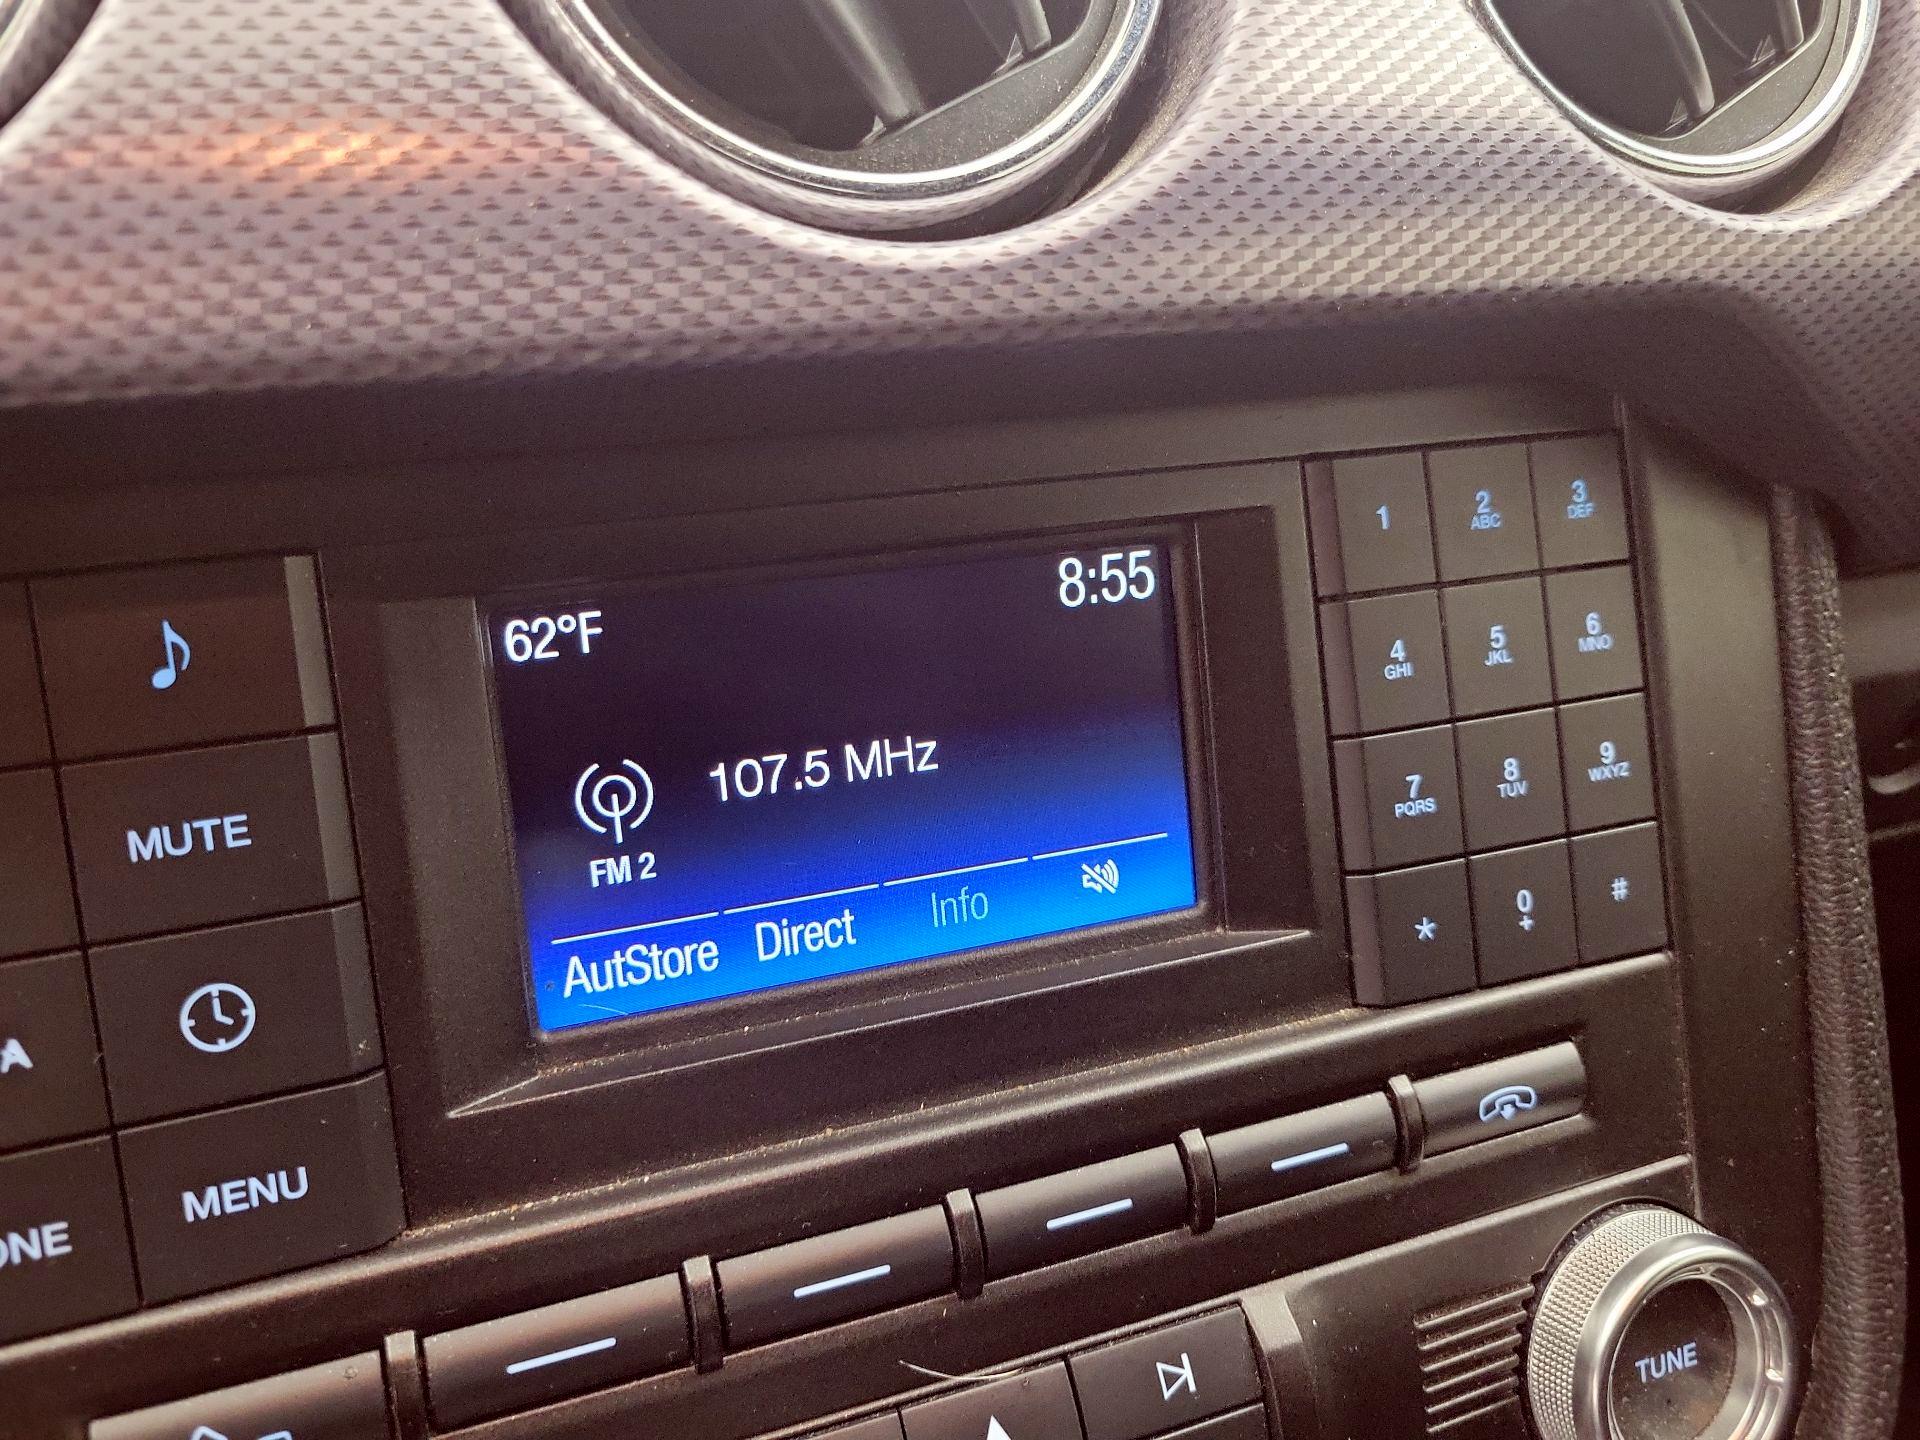 62°F
8:55
107.5 MHz
FM 2
AutStore Direct Info
MUTE
MENU
1
2
ABC
3
DEF
4
GHI
5
JKL
6
MNO
7
PQRS
8
TUV
9
WXYZ
*
0
+
#
TUNE